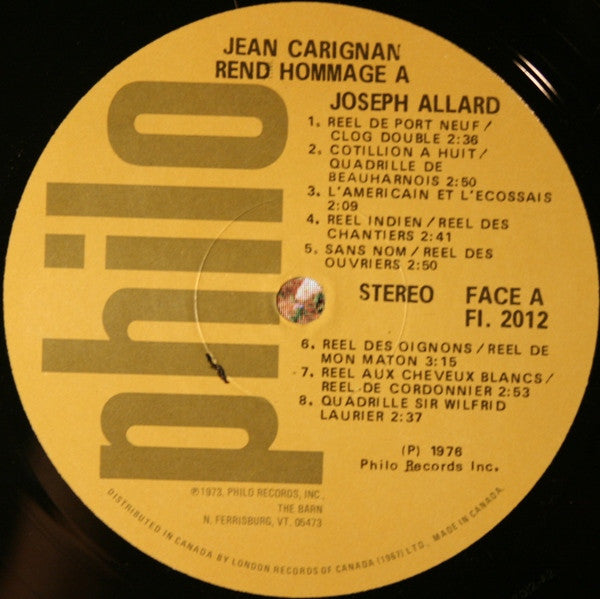 JEAN CARIGNAN
REND HOMMAGE A
JOSEPH ALLARD
1. REEL DE PORT NEUF/
CLOG DOUBLE 2:36
2. COTILLION A HUIT/
QUADRILLE DE
BEAUHARNOIS 2:50
3. L'AMERICAIN ET L'ECOSSAIS
2:09
4. REEL INDIEN/REEL DES
CHANTIERS 2:41
5. SANS NOM/REEL DES
OUVRIERS 2:50
STEREO FACE A
FI. 2012
6. REEL DES OIGNONS/REEL DE
MON MATON 3:15
7. REEL AUX CHEVEUX BLANCS/
REEL DE CORDONNIER 2:53
8. QUADRILLE SIR WILFRID
LAURIER 2:37
(P) 1976
Philo Records Inc.
philo
℗1973, PHILO RECORDS, INC.
THE BARN
N. FERRISBURG, VT. 05473
DISTRIBUTED IN CANADA BY LONDON RECORDS OF CANADA (1967) LTD., MADE IN CANADA.